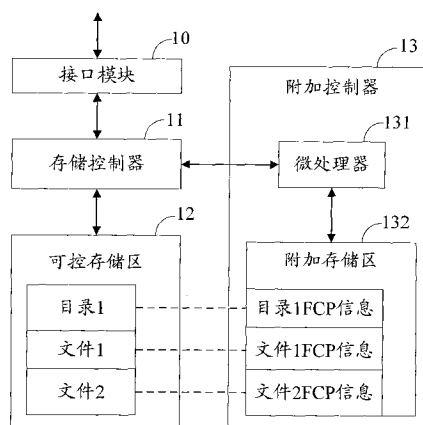 10
接口模块
11
存储控制器
12
可控存储区
目录1
文件1
文件2
13
附加控制器
131
微处理器
132
附加存储区
目录1FCP信息
文件1FCP信息
文件2FCP信息